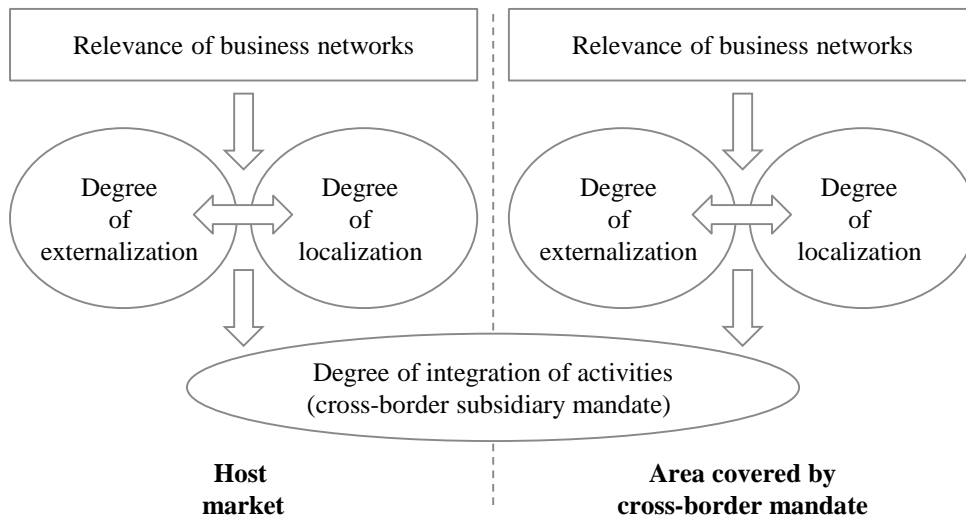 Relevance of business networks
Degree
of
externalization
Degree
of
localization
Relevance of business networks
Degree
of
externalization
Degree
of
localization
Degree of integration of activities
(cross-border subsidiary mandate)
Host
market
Area covered by
cross-border mandate